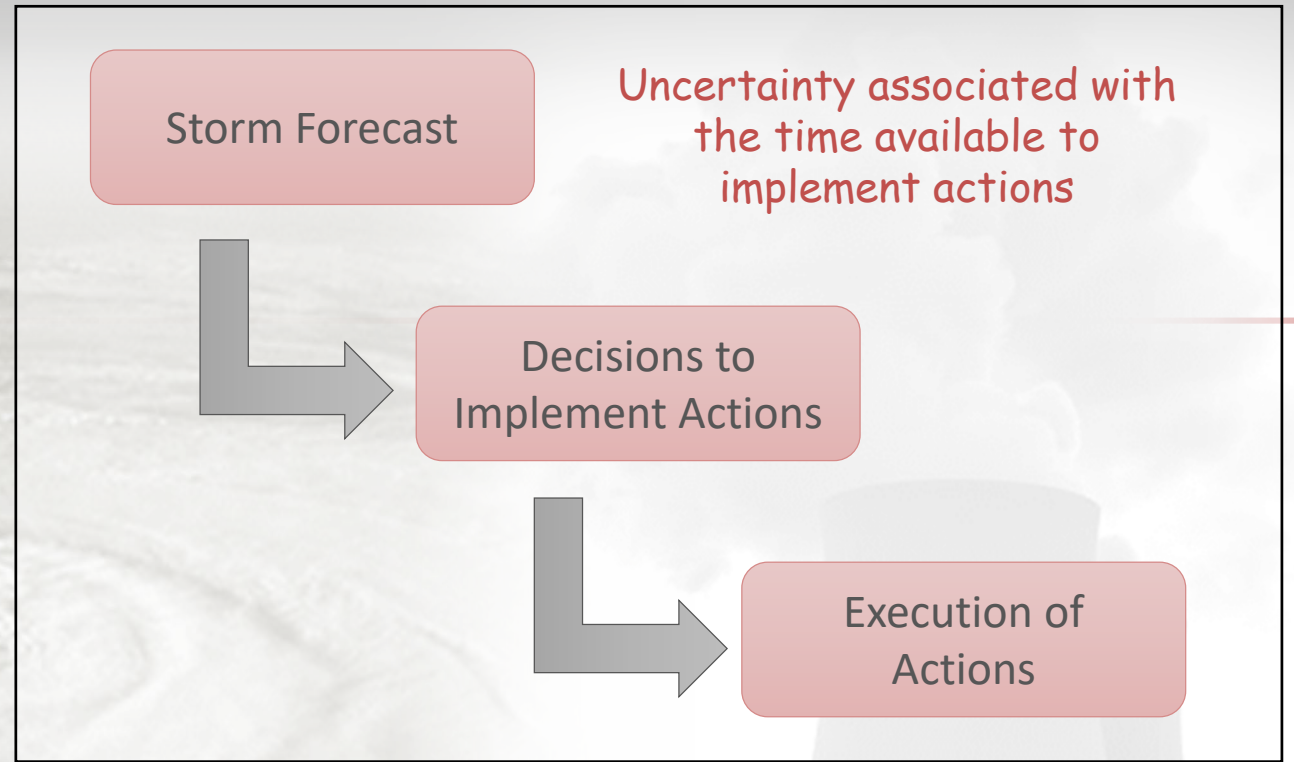 Storm Forecast
Uncertainty associated with
the time available to
implement actions
Decisions to
Implement Actions
Execution of
Actions